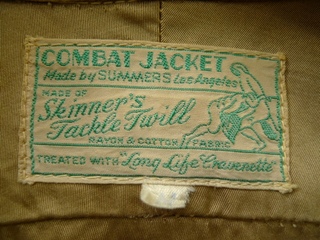 COMBAT JACKET
Made by SUMMERS Los Angeles
MADE OF
Skinner's
Tackle Twill
RAYON & COTTON FABRIC
TREATED WITH "Long Life Cravenette"